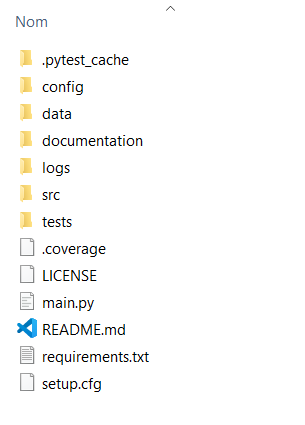 Nom
.pytest_cache
config
data
documentation
logs
src
tests
.coverage
LICENSE
main.py
README.md
requirements.txt
setup.cfg